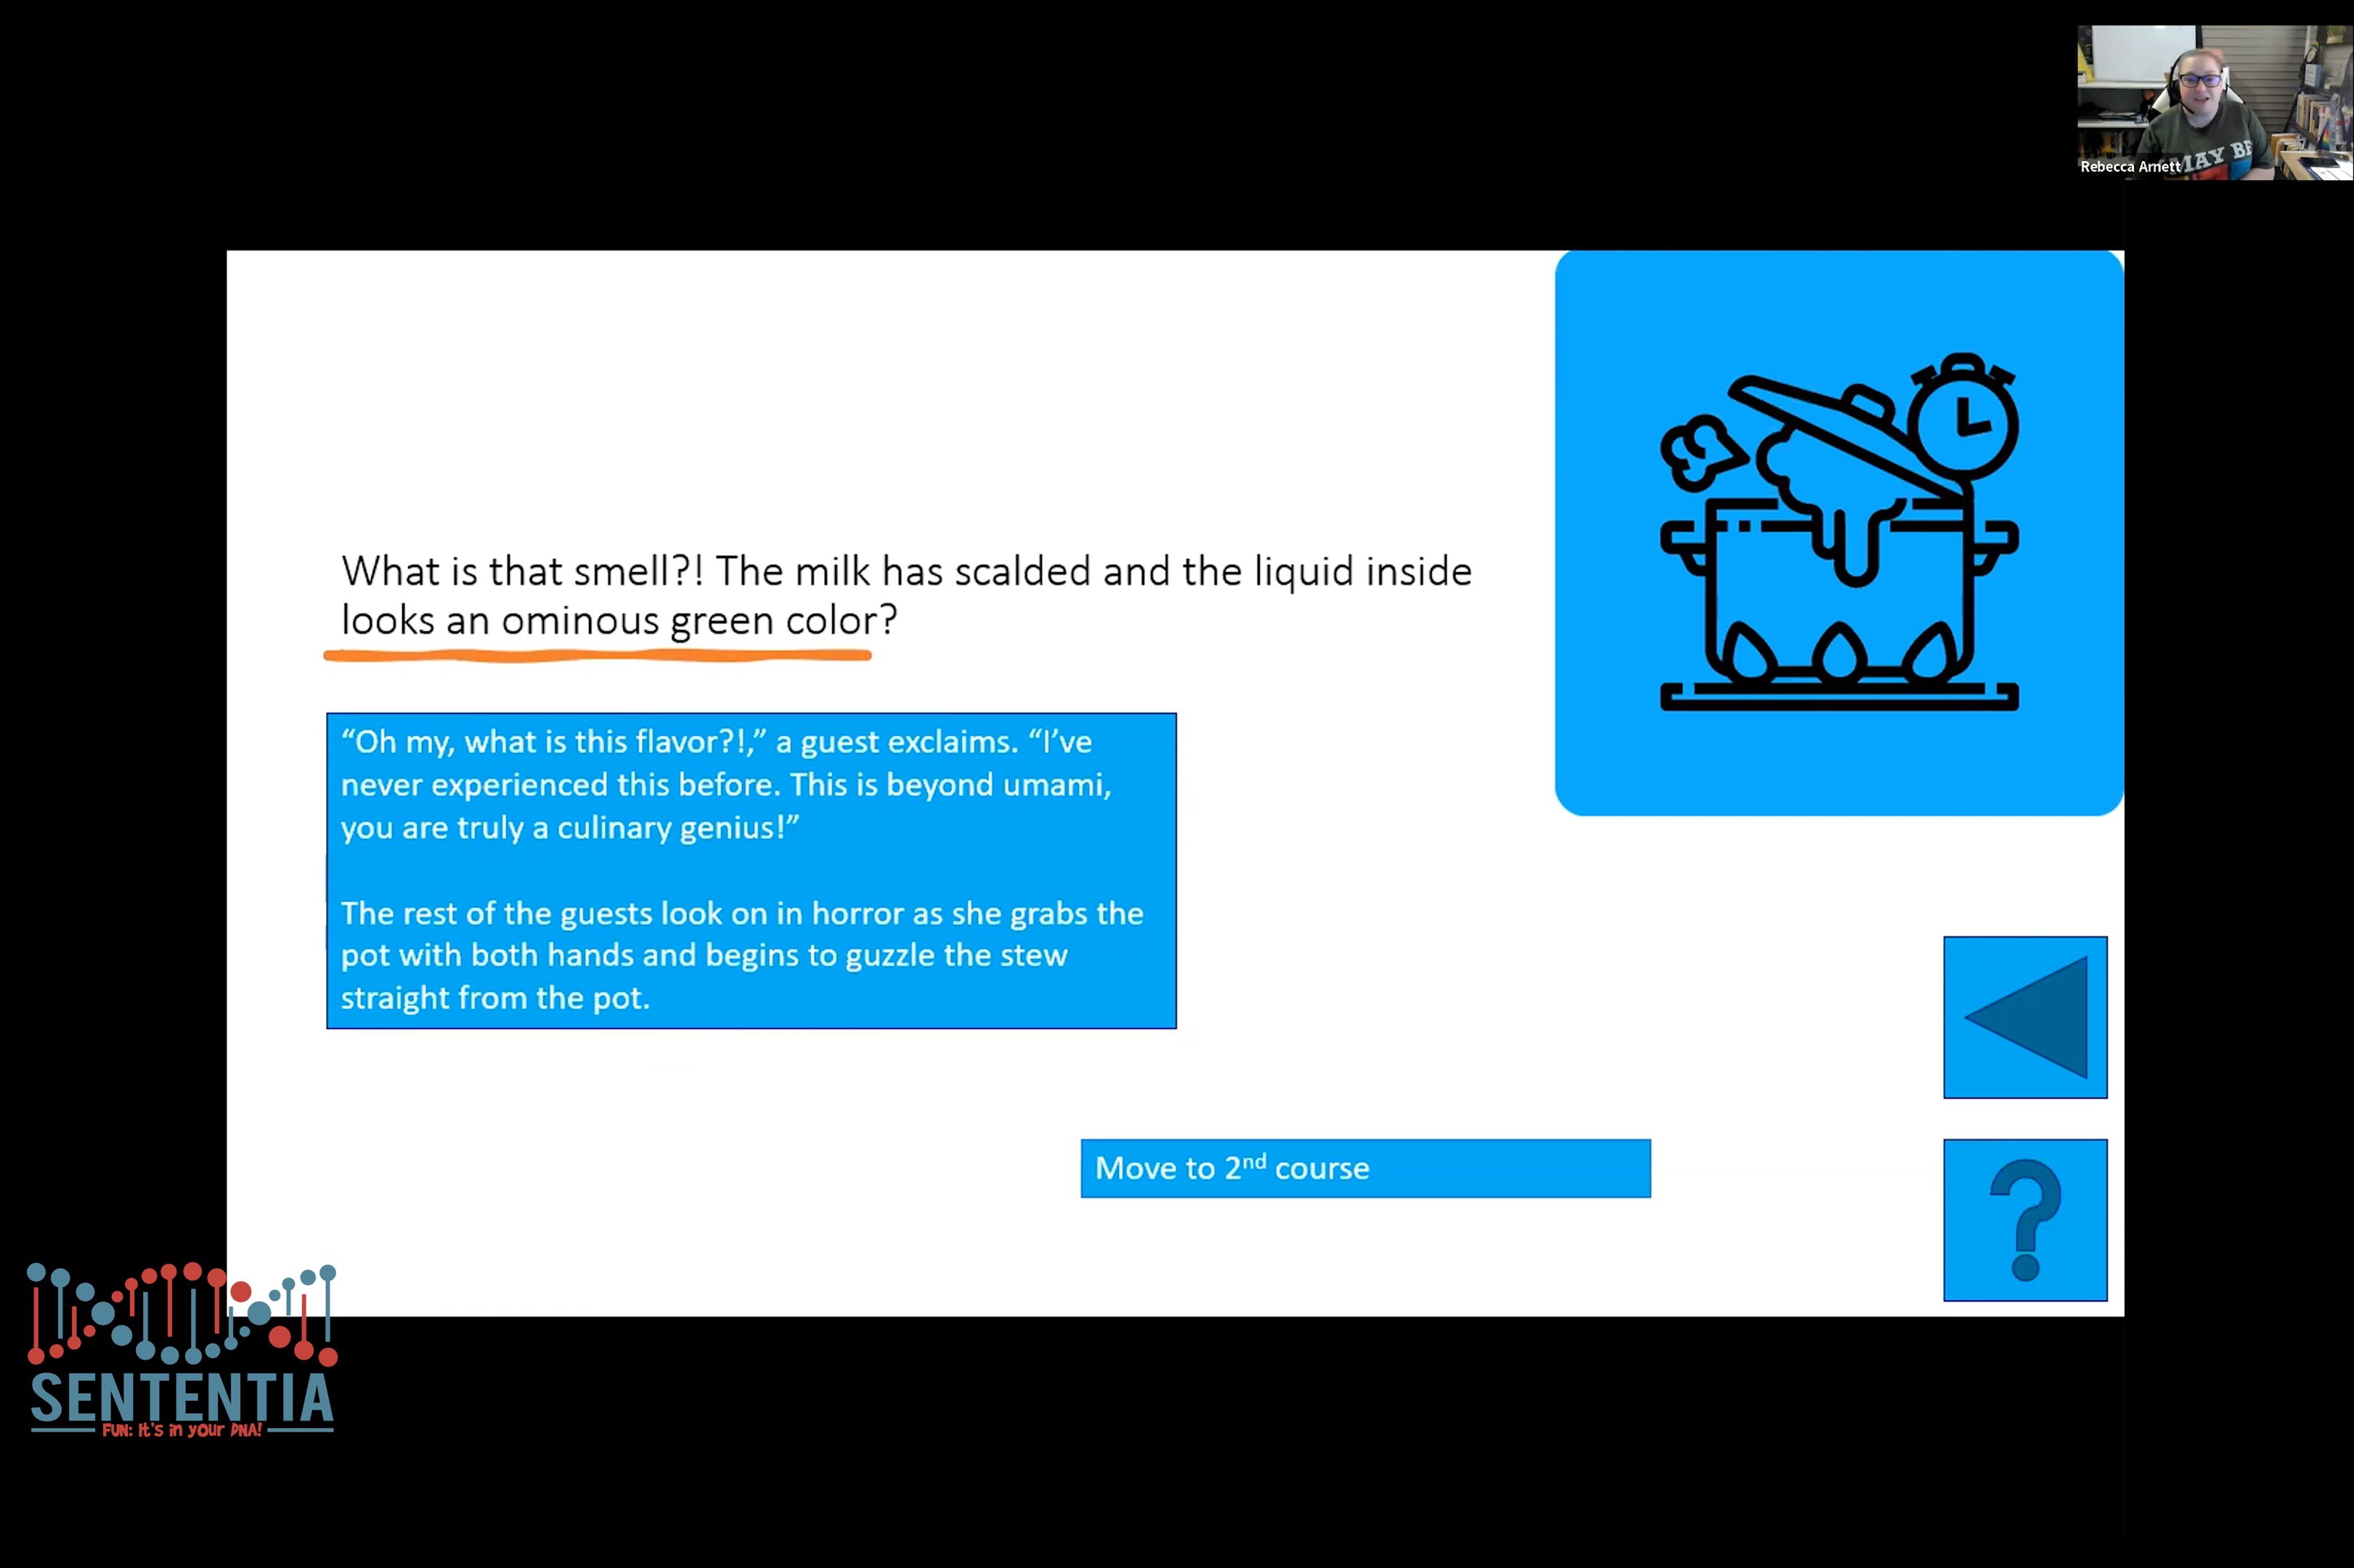 Rebecca Arnett
MAY BE
What is that smell?! The milk has scalded and the liquid inside
looks an ominous green color?
“Oh my, what is this flavor?!,” a guest exclaims. “I’ve
never experienced this before. This is beyond umami,
you are truly a culinary genius!”
The rest of the guests look on in horror as she grabs the
pot with both hands and begins to guzzle the stew
straight from the pot.
Move to 2nd course
?
SENTENTIA
FUN: It's in your DNA!